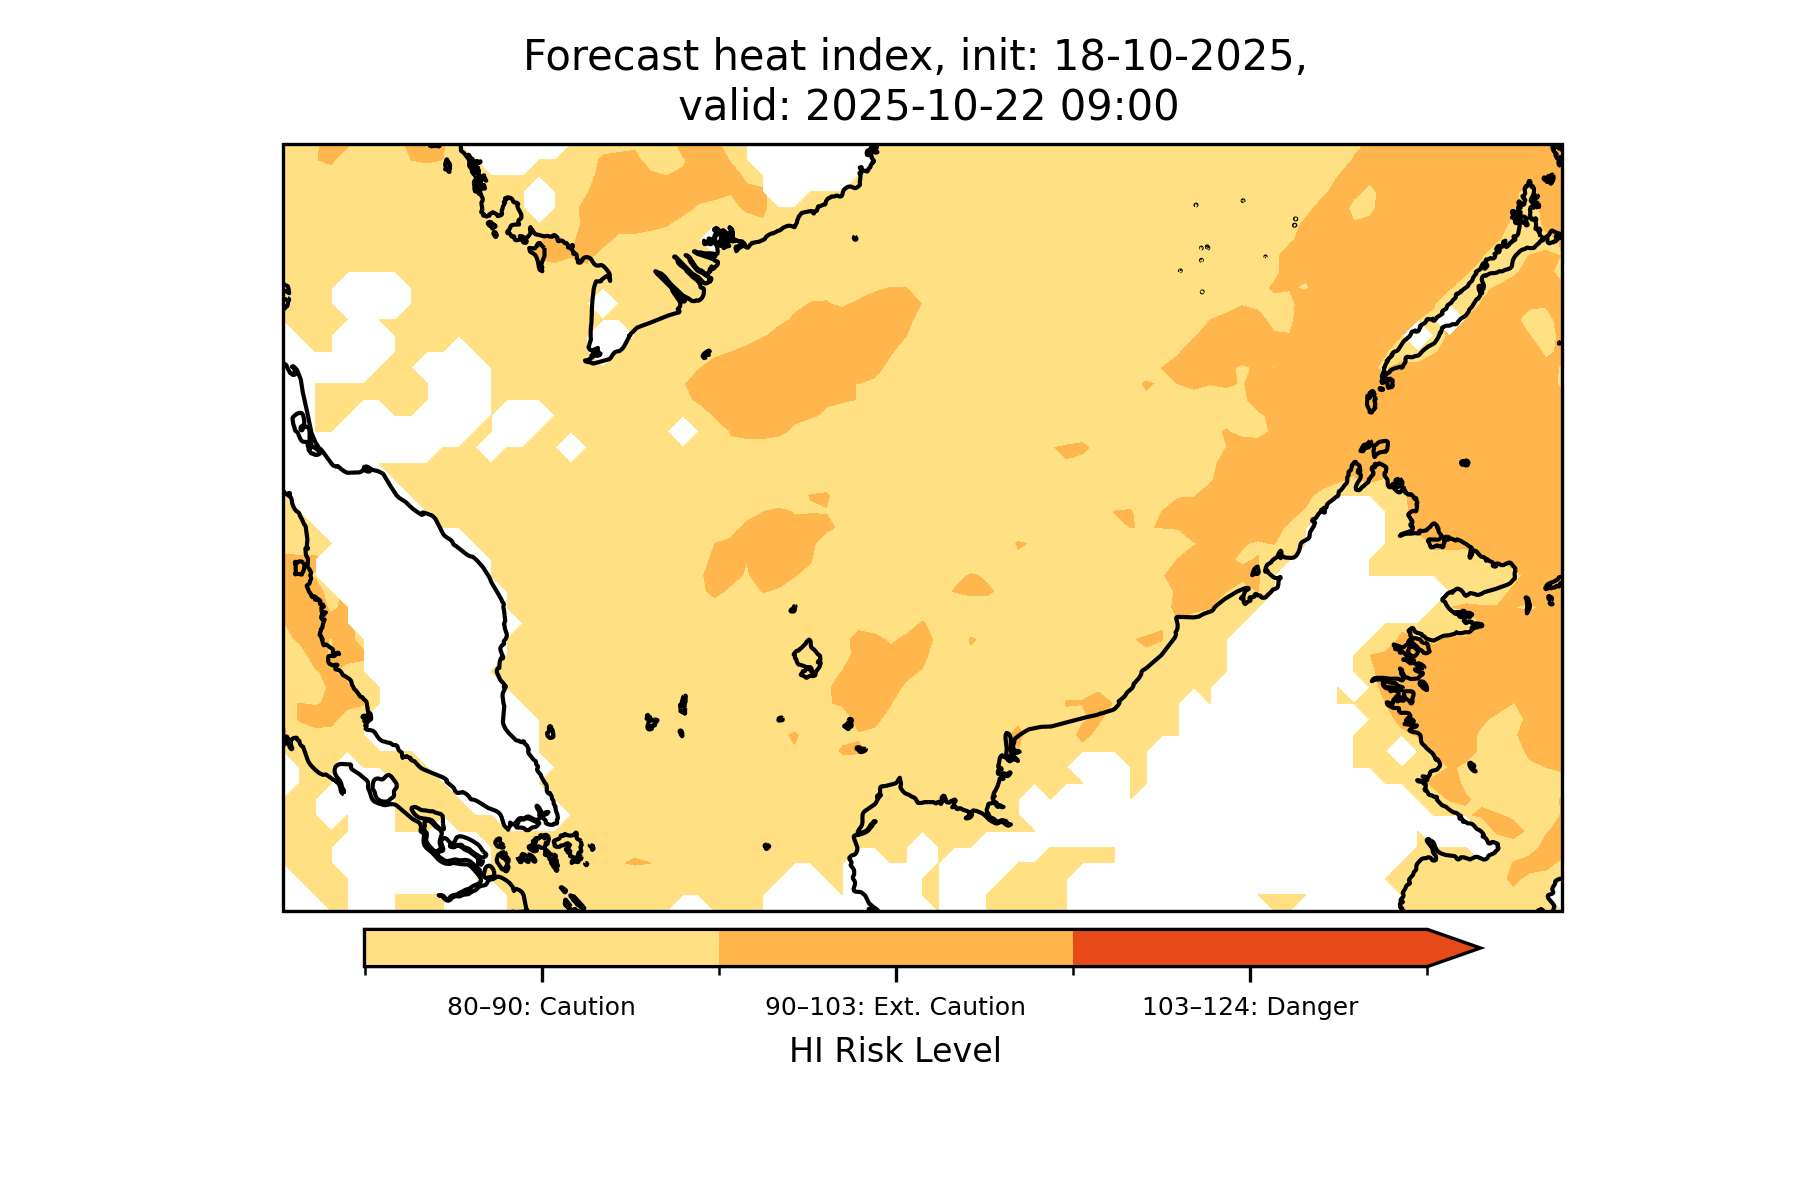 Forecast heat index, init: 18-10-2025,
valid: 2025-10-22 09:00
80–90: Caution
90–103: Ext. Caution
103–124: Danger
HI Risk Level